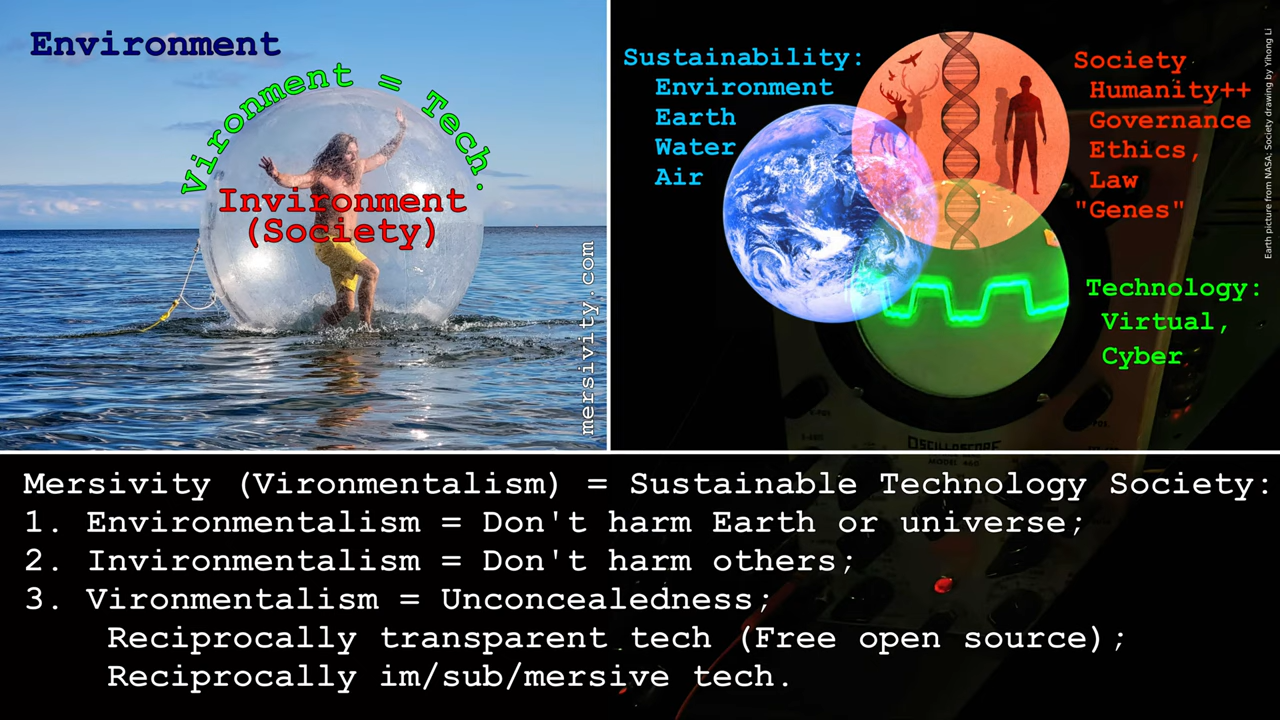 Environment
Vironment = Tech.
Invironment
(Society)
mersivity.com
Sustainability:
Environment
Earth
Water
Air
Society
Humanity++
Governance
Ethics,
Law
"Genes"
Technology:
Virtual,
Cyber
Earth picture from NASA; Society drawing by Yihong Li
OSCILLOSCOPE
MODEL 460
Mersivity (Vironmentalism) = Sustainable Technology Society:
1. Environmentalism = Don't harm Earth or universe;
2. Invironmentalism = Don't harm others;
3. Vironmentalism = Unconcealedness;
Reciprocally transparent tech (Free open source);
Reciprocally im/sub/mersive tech.